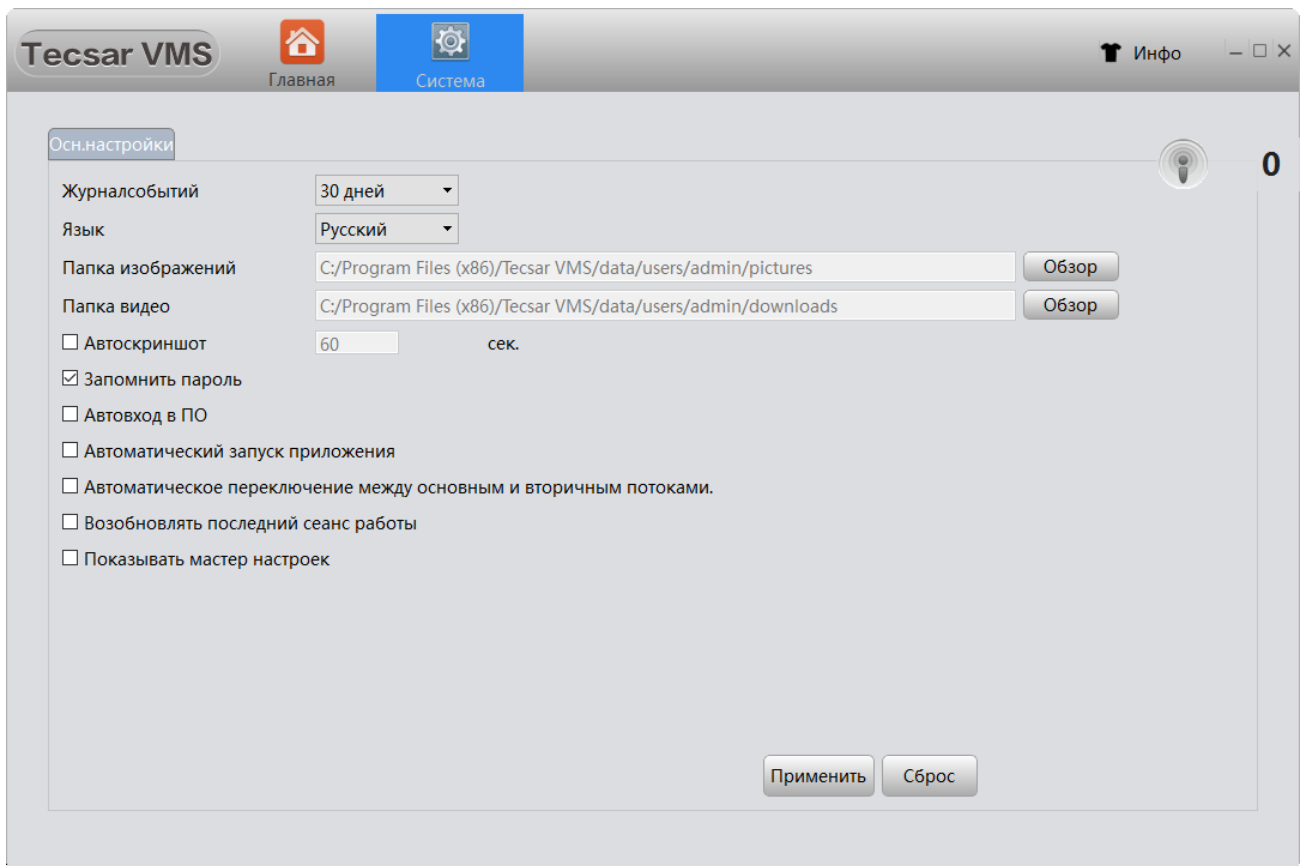 Tecsar VMS
Главная
Система
Инфо
Осн.настройки
0
Журналсобытий 30 дней
Язык Русский
Папка изображений C:/Program Files (x86)/Tecsar VMS/data/users/admin/pictures Обзор
Папка видео C:/Program Files (x86)/Tecsar VMS/data/users/admin/downloads Обзор
Автоскриншот 60 сек.
Запомнить пароль
Автовход в ПО
Автоматический запуск приложения
Автоматическое переключение между основным и вторичным потоками.
Возобновлять последний сеанс работы
Показывать мастер настроек
Применить Сброс